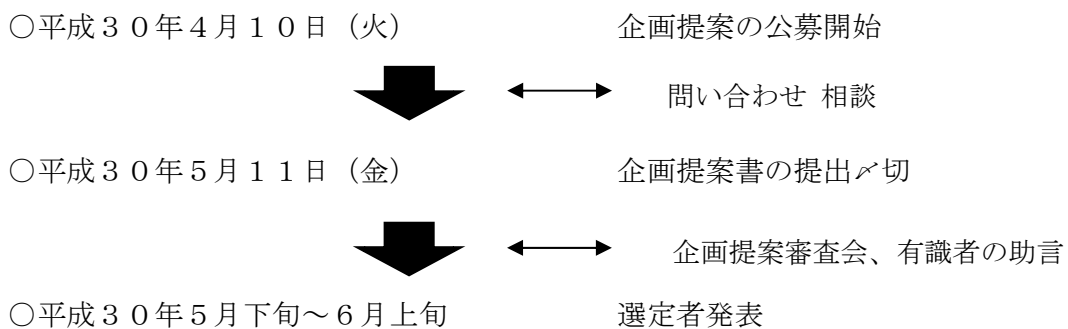 ○平成３０年４月１０日（火） 企画提案の公募開始
問い合わせ 相談
○平成３０年５月１１日（金） 企画提案書の提出〆切
企画提案審査会、有識者の助言
○平成３０年５月下旬～６月上旬 選定者発表